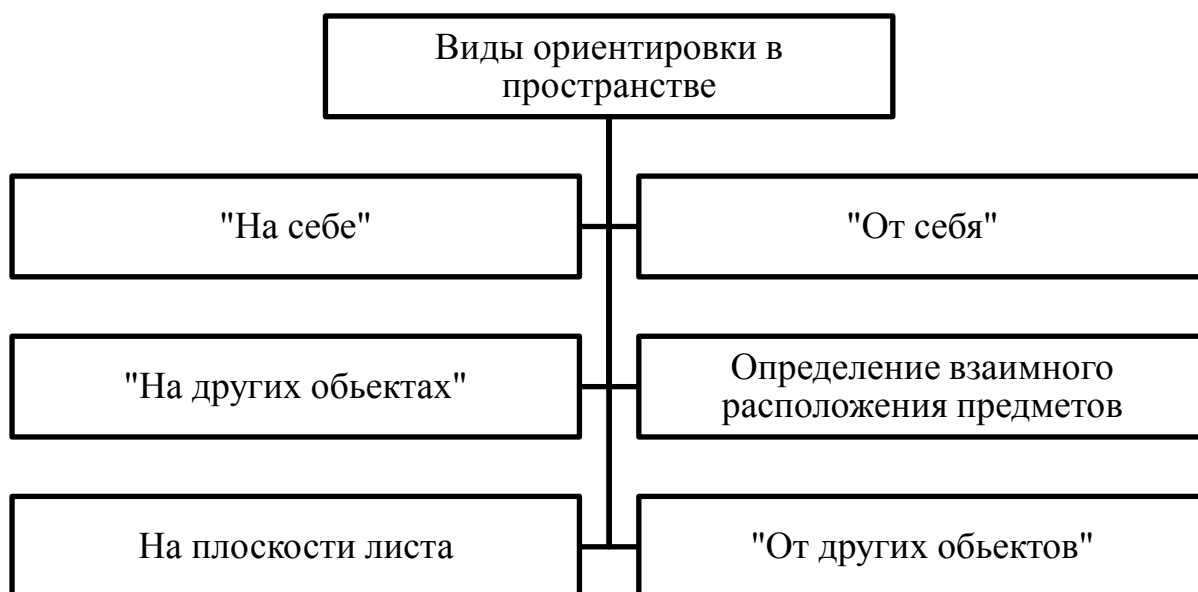 Виды ориентировки в
пространстве
"На себе"
"От себя"
"На других обьектах"
Определение взаимного
расположения предметов
На плоскости листа
"От других обьектов"